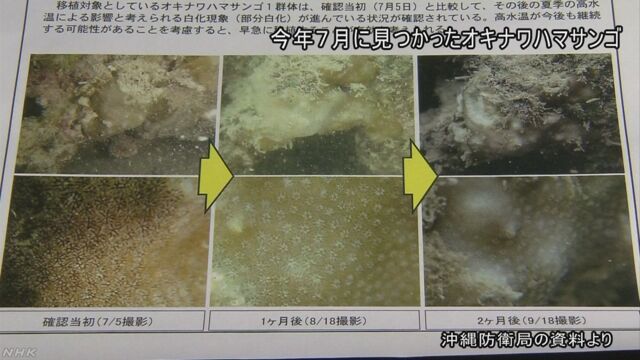 移植対象としているオキナワハマサンゴ1群体は、確認当初（7月5日）と比較して、その後の夏季の高水
温による影響と考えられる白化現象（部分白化）が進んでいる状況が確認されている。高水温が今後も継続
する可能性があることを考慮すると、早急に
今年7月に見つかったオキナワハマサンゴ
確認当初(7/5撮影)
1ヶ月後(8/18撮影)
2ヶ月後(9/18撮影)
沖縄防衛局の資料より
NHK